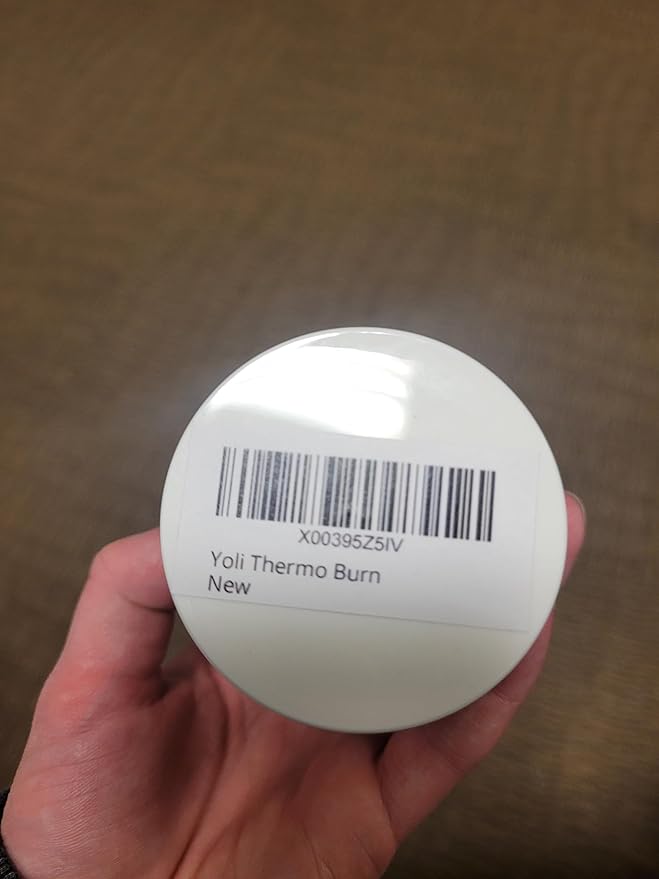 X00395Z5IV
Yoli Thermo Burn
New